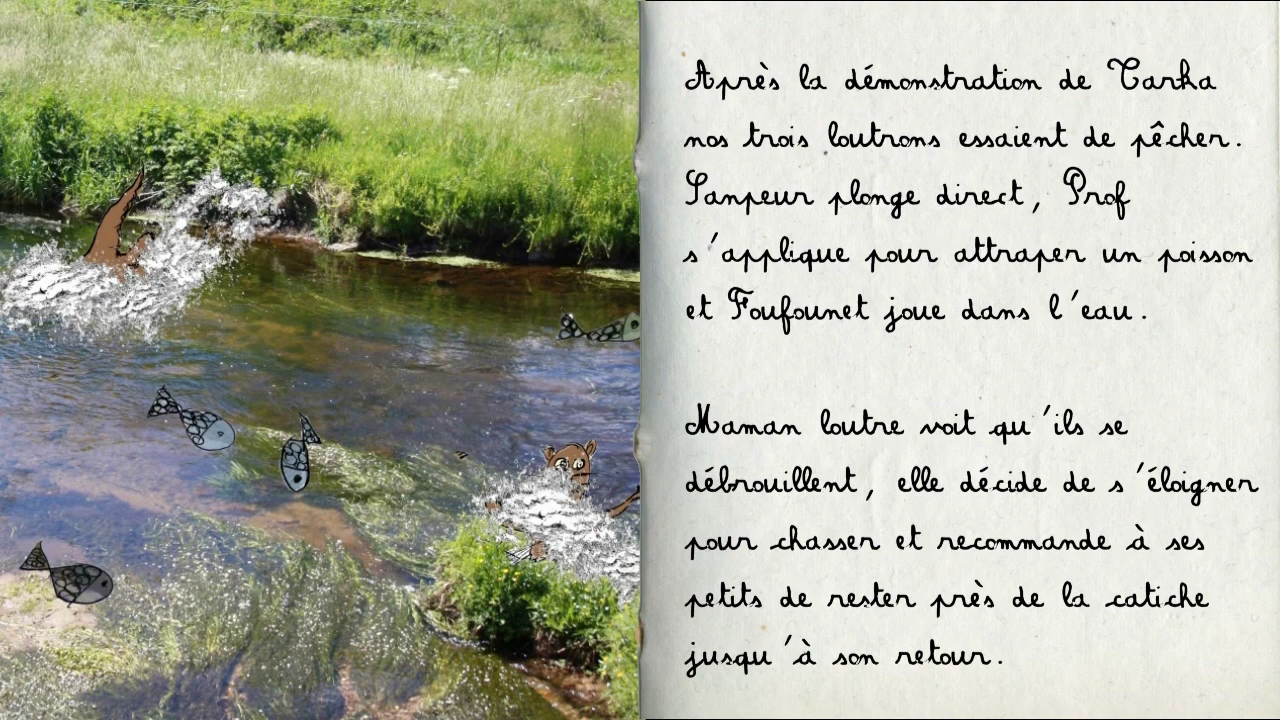 Après la démonstration de Tarka
nos trois loutrons essaient de pêcher.
Sanpeur plonge direct, Prof
s'applique pour attraper un poisson
et Foufounet joue dans l'eau.
Maman loutre voit qu'ils se
débrouillent, elle décide de s'éloigner
pour chasser et recommande à ses
petits de rester près de la catiche
jusqu'à son retour.